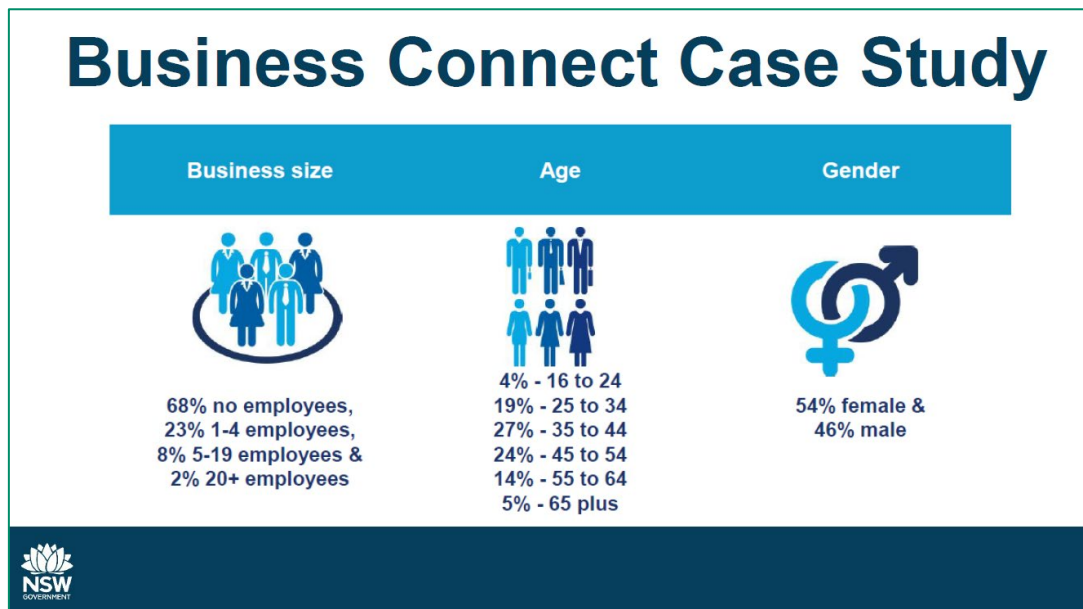 Business Connect Case Study
Business size
Age
Gender
68% no employees,
23% 1-4 employees,
8% 5-19 employees &
2% 20+ employees
4% - 16 to 24
19% - 25 to 34
27% - 35 to 44
24% - 45 to 54
14% - 55 to 64
5% - 65 plus
54% female &
46% male
NSW
GOVERNMENT